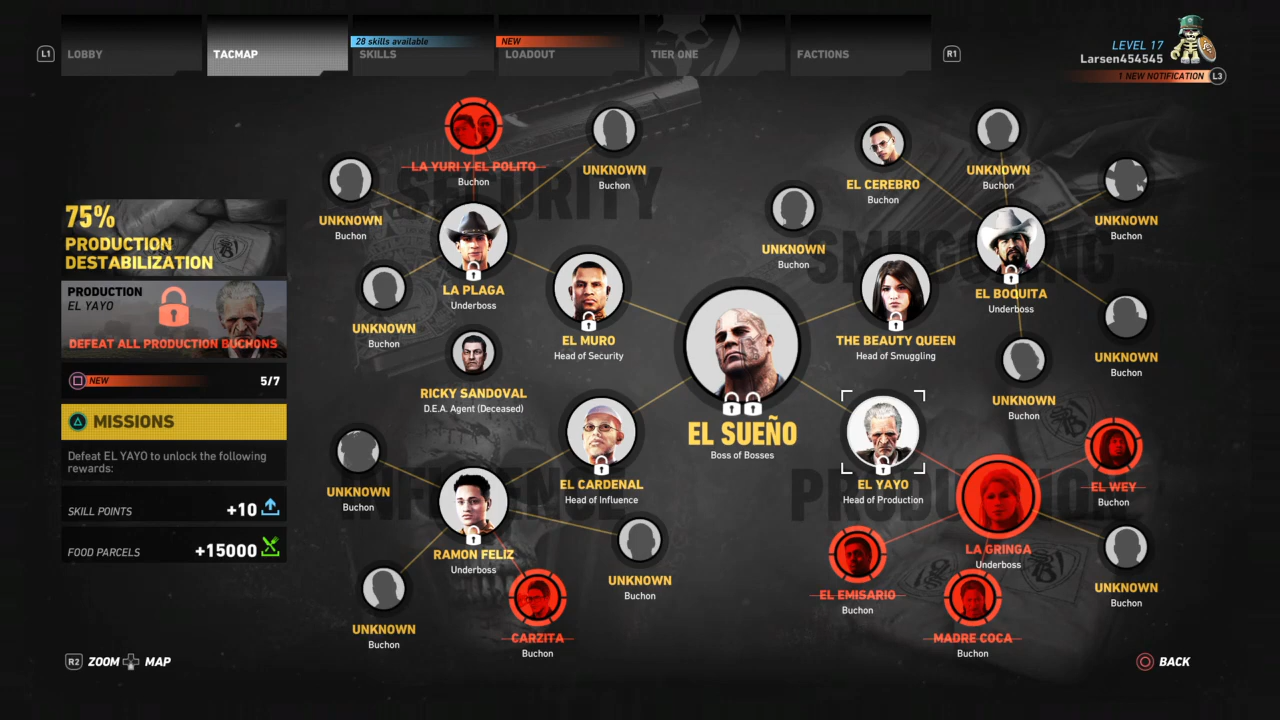 L1
LOBBY
TACMAP
28 skills available
SKILLS
NEW
LOADOUT
TIER ONE
FACTIONS
R1
LEVEL 17
Larsen454545
1 NEW NOTIFICATION L3
SECURITY
SMUGGLING
INFLUENCE
PRODUCTION
75%
PRODUCTION
DESTABILIZATION
PRODUCTION
EL YAYO
DEFEAT ALL PRODUCTION BUCHONS
NEW 5/7
MISSIONS
Defeat EL YAYO to unlock the following
rewards:
SKILL POINTS +10
FOOD PARCELS +15000
LA YURI Y EL POLITO
Buchon
UNKNOWN
Buchon
UNKNOWN
Buchon
LA PLAGA
Underboss
UNKNOWN
Buchon
EL MURO
Head of Security
RICKY SANDOVAL
D.E.A. Agent (Deceased)
EL CEREBRO
Buchon
UNKNOWN
Buchon
UNKNOWN
Buchon
UNKNOWN
Buchon
EL BOQUITA
Underboss
THE BEAUTY QUEEN
Head of Smuggling
UNKNOWN
Buchon
UNKNOWN
Buchon
EL SUEÑO
Boss of Bosses
EL CARDENAL
Head of Influence
UNKNOWN
Buchon
RAMON FELIZ
Underboss
UNKNOWN
Buchon
UNKNOWN
Buchon
CARZITA
Buchon
EL YAYO
Head of Production
EL WEY
Buchon
LA GRINGA
Underboss
EL EMISARIO
Buchon
UNKNOWN
Buchon
MADRE COCA
Buchon
R2 ZOOM MAP
BACK